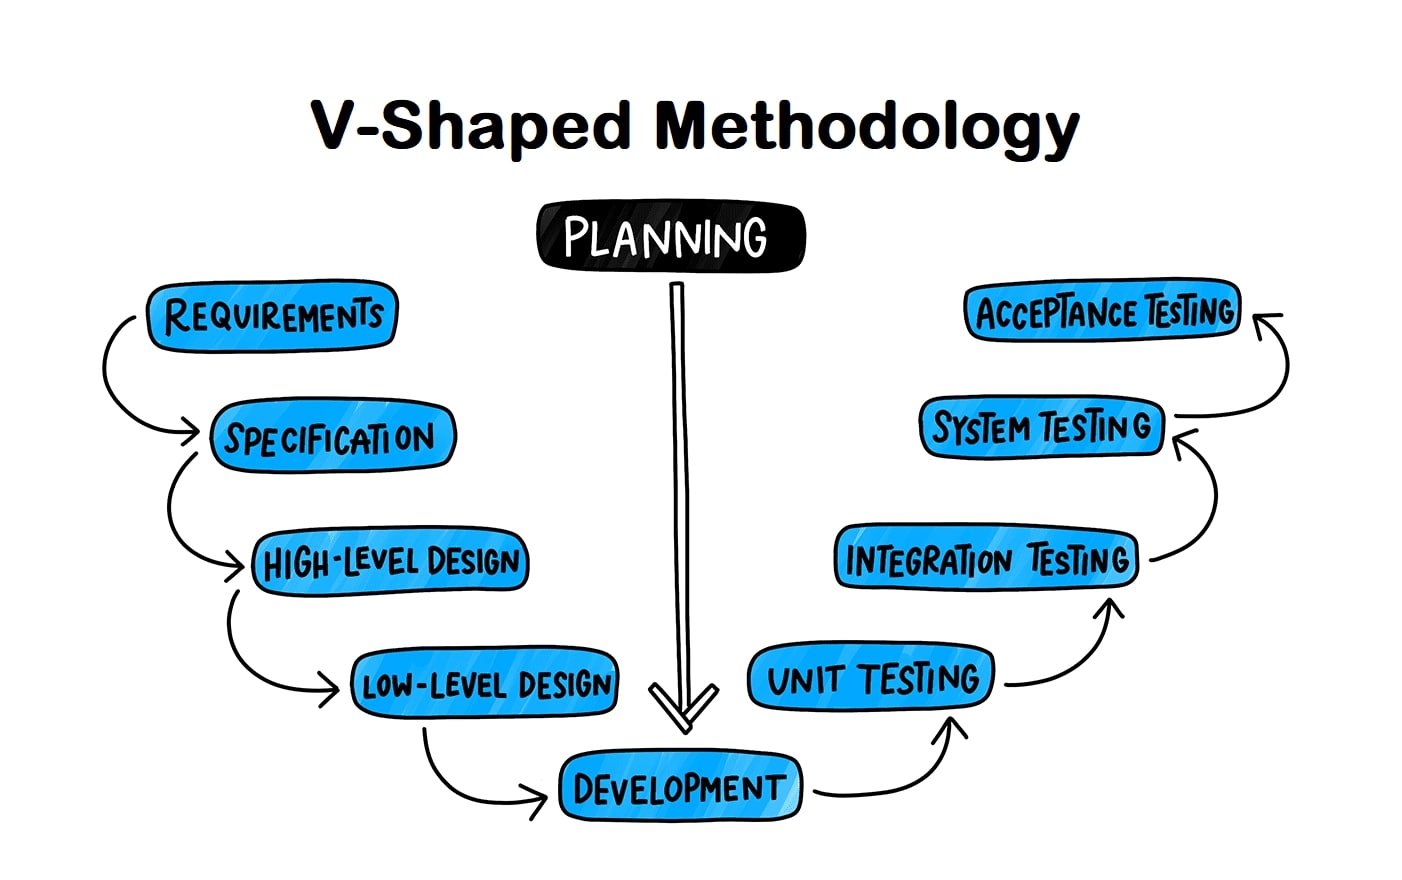 V-Shaped Methodology
PLANNING
REQUIREMENTS
SPECIFICATION
HIGH-LEVEL DESIGN
LOW-LEVEL DESIGN
DEVELOPMENT
UNIT TESTING
INTEGRATION TESTING
SYSTEM TESTING
ACCEPTANCE TESTING